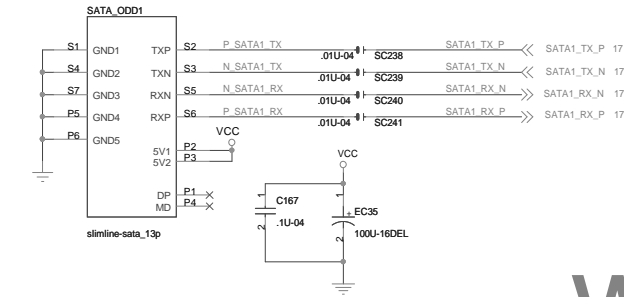 SATA_ODD1
S1 GND1 TXP S2 P_SATA1_TX .01U-04 SC238 SATA1_TX_P SATA1_TX_P 17
S4 GND2 TXN S3 N_SATA1_TX .01U-04 SC239 SATA1_TX_N SATA1_TX_N 17
S7 GND3 RXN S5 N_SATA1_RX .01U-04 SC240 SATA1_RX_N SATA1_RX_N 17
P5 GND4 RXP S6 P_SATA1_RX .01U-04 SC241 SATA1_RX_P SATA1_RX_P 17
P6 GND5
VCC
5V1 P2
5V2 P3
VCC
DP P1
MD P4
slimline-sata_13p
1 C167 2 .1U-04
1 + EC35 2 100U-16DEL